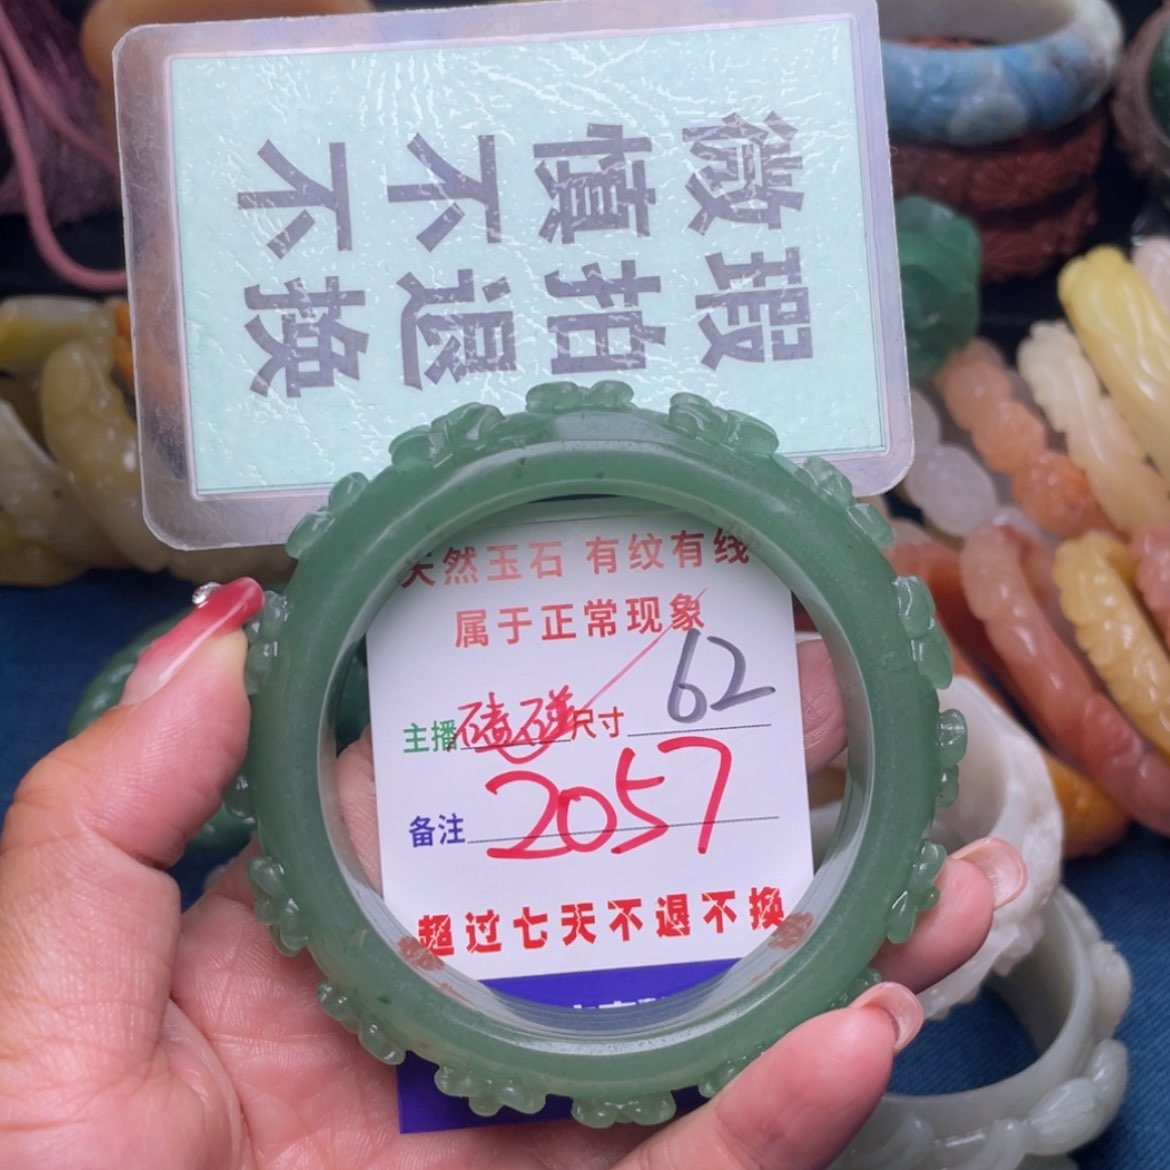 微瑕
慎拍
不退
不换
天然玉石 有纹有线
属于正常现象
主播 磕碰 尺寸 62
备注 2057
超过七天不退不换